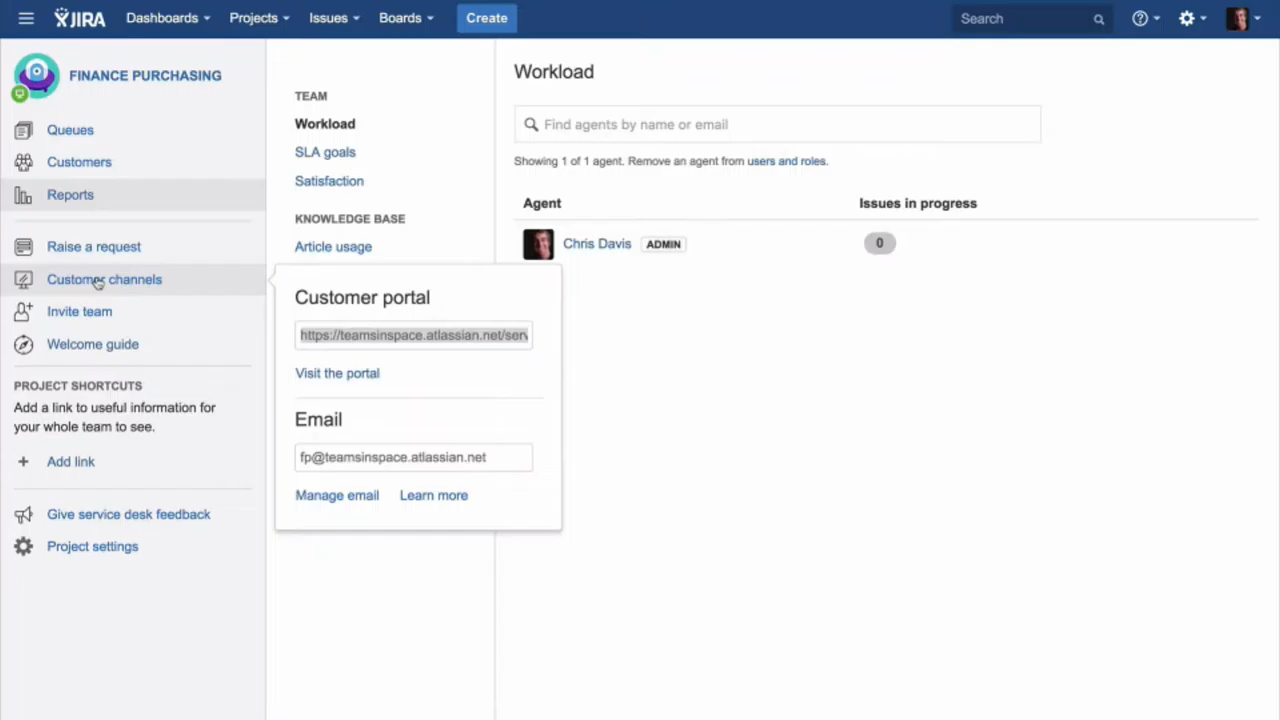 JIRA Dashboards Projects Issues Boards Create Search
FINANCE PURCHASING
Queues
Customers
Reports
Raise a request
Customer channels
Invite team
Welcome guide
PROJECT SHORTCUTS
Add a link to useful information for
your whole team to see.
+ Add link
Give service desk feedback
Project settings
TEAM
Workload
SLA goals
Satisfaction
KNOWLEDGE BASE
Article usage
Customer portal
https://teamsinspace.atlassian.net/serv
Visit the portal
Email
fp@teamsinspace.atlassian.net
Manage email Learn more
Workload
Find agents by name or email
Showing 1 of 1 agent. Remove an agent from users and roles.
Agent Issues in progress
Chris Davis ADMIN 0